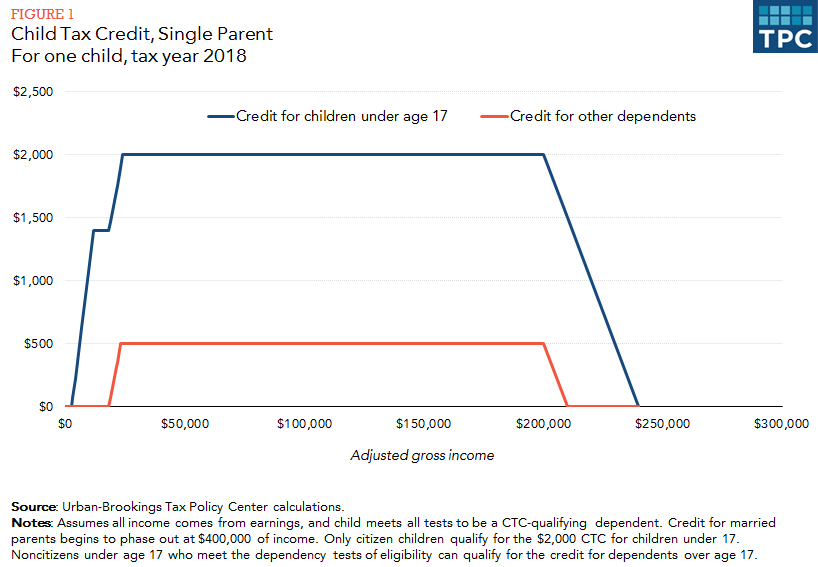 FIGURE 1
Child Tax Credit, Single Parent
For one child, tax year 2018
TPC
$2,500
Credit for children under age 17
Credit for other dependents
$2,000
$1,500
$1,000
$500
$0
$0
$50,000
$100,000
$150,000
$200,000
$250,000
$300,000
Adjusted gross income
Source: Urban-Brookings Tax Policy Center calculations.
Notes: Assumes all income comes from earnings, and child meets all tests to be a CTC-qualifying dependent. Credit for married
parents begins to phase out at $400,000 of income. Only citizen children qualify for the $2,000 CTC for children under 17.
Noncitizens under age 17 who meet the dependency tests of eligibility can qualify for the credit for dependents over age 17.